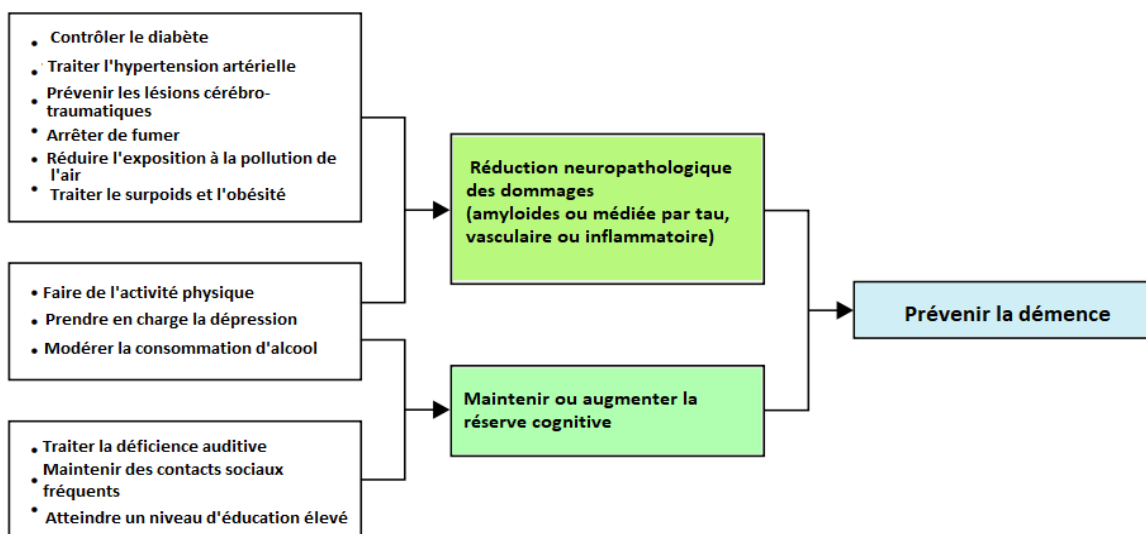 • Contrôler le diabète
• Traiter l'hypertension artérielle
• Prévenir les lésions cérébro-
traumatiques
• Arrêter de fumer
• Réduire l'exposition à la pollution de
l'air
• Traiter le surpoids et l'obésité
Réduction neuropathologique
des dommages
(amyloides ou médiée par tau,
vasculaire ou inflammatoire)
• Faire de l'activité physique
• Prendre en charge la dépression
• Modérer la consommation d'alcool
Prévenir la démence
Maintenir ou augmenter la
réserve cognitive
• Traiter la déficience auditive
• Maintenir des contacts sociaux
fréquents
• Atteindre un niveau d'éducation élevé